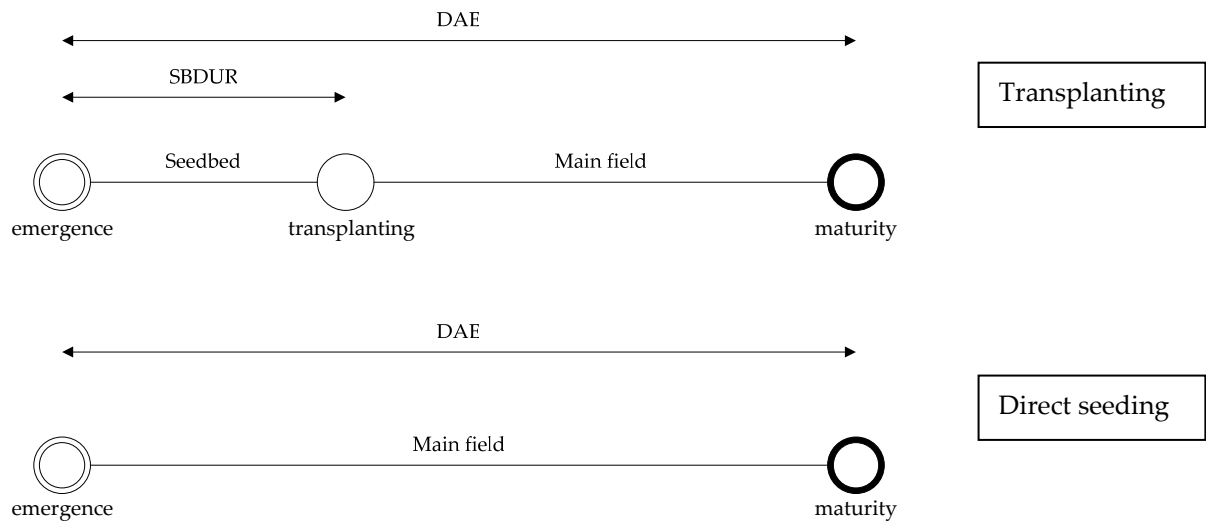 DAE
SBDUR
Transplanting
Seedbed
Main field
emergence
transplanting
maturity
DAE
Direct seeding
Main field
emergence
maturity